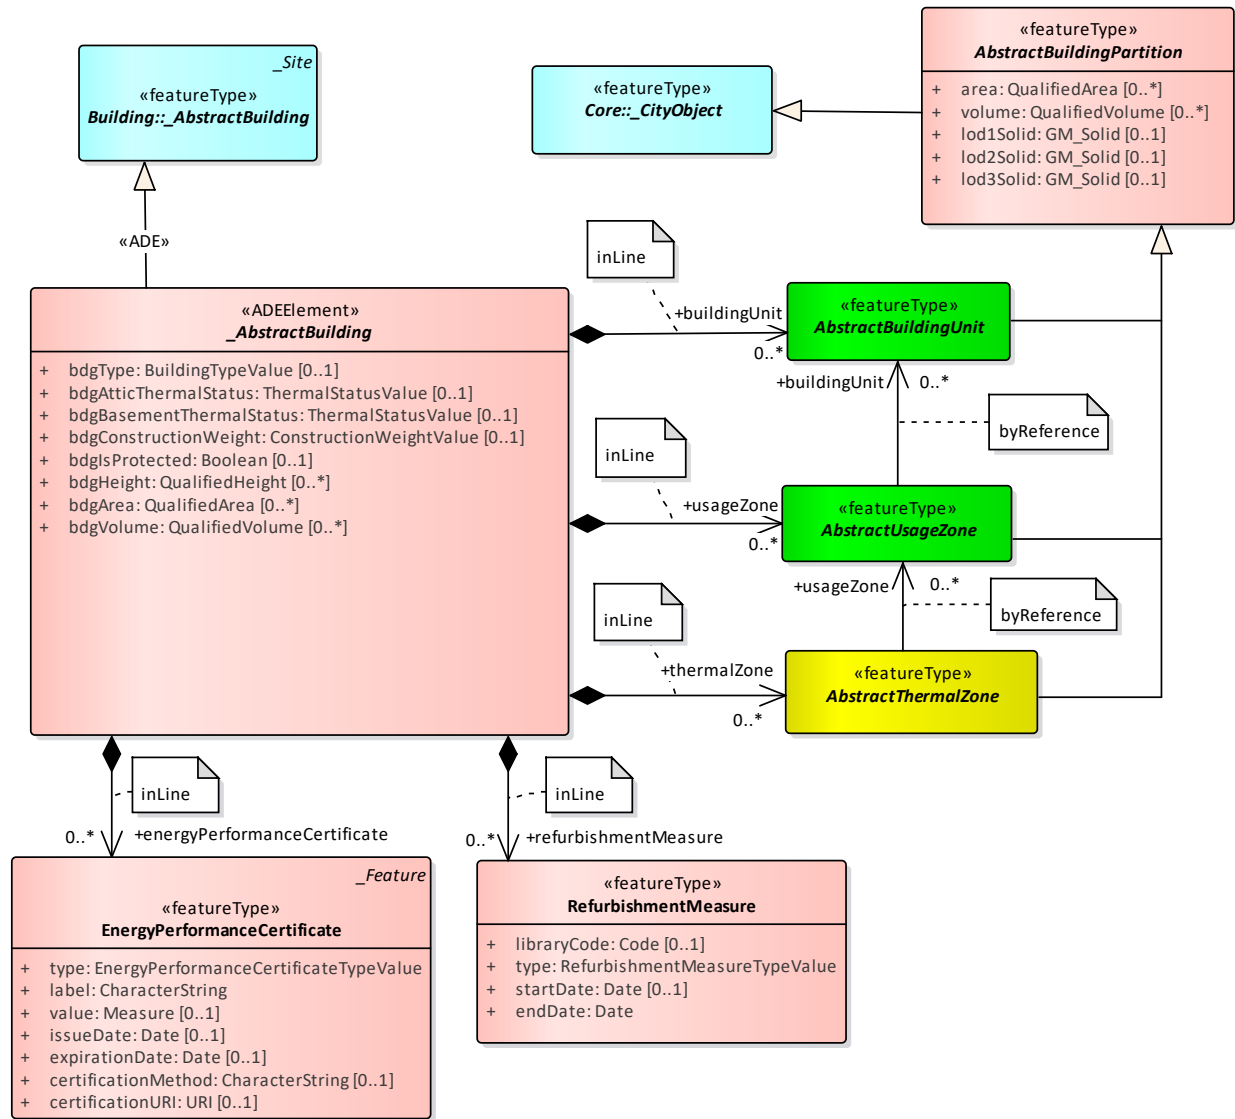 _Site
«featureType»
Building::_AbstractBuilding
«featureType»
Core::_CityObject
«featureType»
AbstractBuildingPartition
+ area: QualifiedArea [0..*]
+ volume: QualifiedVolume [0..*]
+ lod1Solid: GM_Solid [0..1]
+ lod2Solid: GM_Solid [0..1]
+ lod3Solid: GM_Solid [0..1]
«ADE»
«ADEElement»
_AbstractBuilding
+ bdgType: BuildingTypeValue [0..1]
+ bdgAtticThermalStatus: ThermalStatusValue [0..1]
+ bdgBasementThermalStatus: ThermalStatusValue [0..1]
+ bdgConstructionWeight: ConstructionWeightValue [0..1]
+ bdgIsProtected: Boolean [0..1]
+ bdgHeight: QualifiedHeight [0..*]
+ bdgArea: QualifiedArea [0..*]
+ bdgVolume: QualifiedVolume [0..*]
inLine
+buildingUnit
0..*
«featureType»
AbstractBuildingUnit
+buildingUnit
0..*
byReference
inLine
+usageZone
0..*
«featureType»
AbstractUsageZone
+usageZone
0..*
byReference
inLine
+thermalZone
0..*
«featureType»
AbstractThermalZone
inLine
0..*
+energyPerformanceCertificate
inLine
0..*
+refurbishmentMeasure
_Feature
«featureType»
EnergyPerformanceCertificate
+ type: EnergyPerformanceCertificateTypeValue
+ label: CharacterString
+ value: Measure [0..1]
+ issueDate: Date [0..1]
+ expirationDate: Date [0..1]
+ certificationMethod: CharacterString [0..1]
+ certificationURI: URI [0..1]
«featureType»
RefurbishmentMeasure
+ libraryCode: Code [0..1]
+ type: RefurbishmentMeasureTypeValue
+ startDate: Date [0..1]
+ endDate: Date